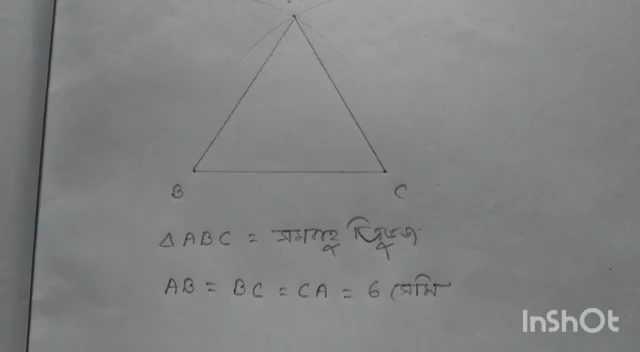 B
C
△ABC = সমবাহু ত্রিভুজ
AB = BC = CA = 6 সেমি
InShOt